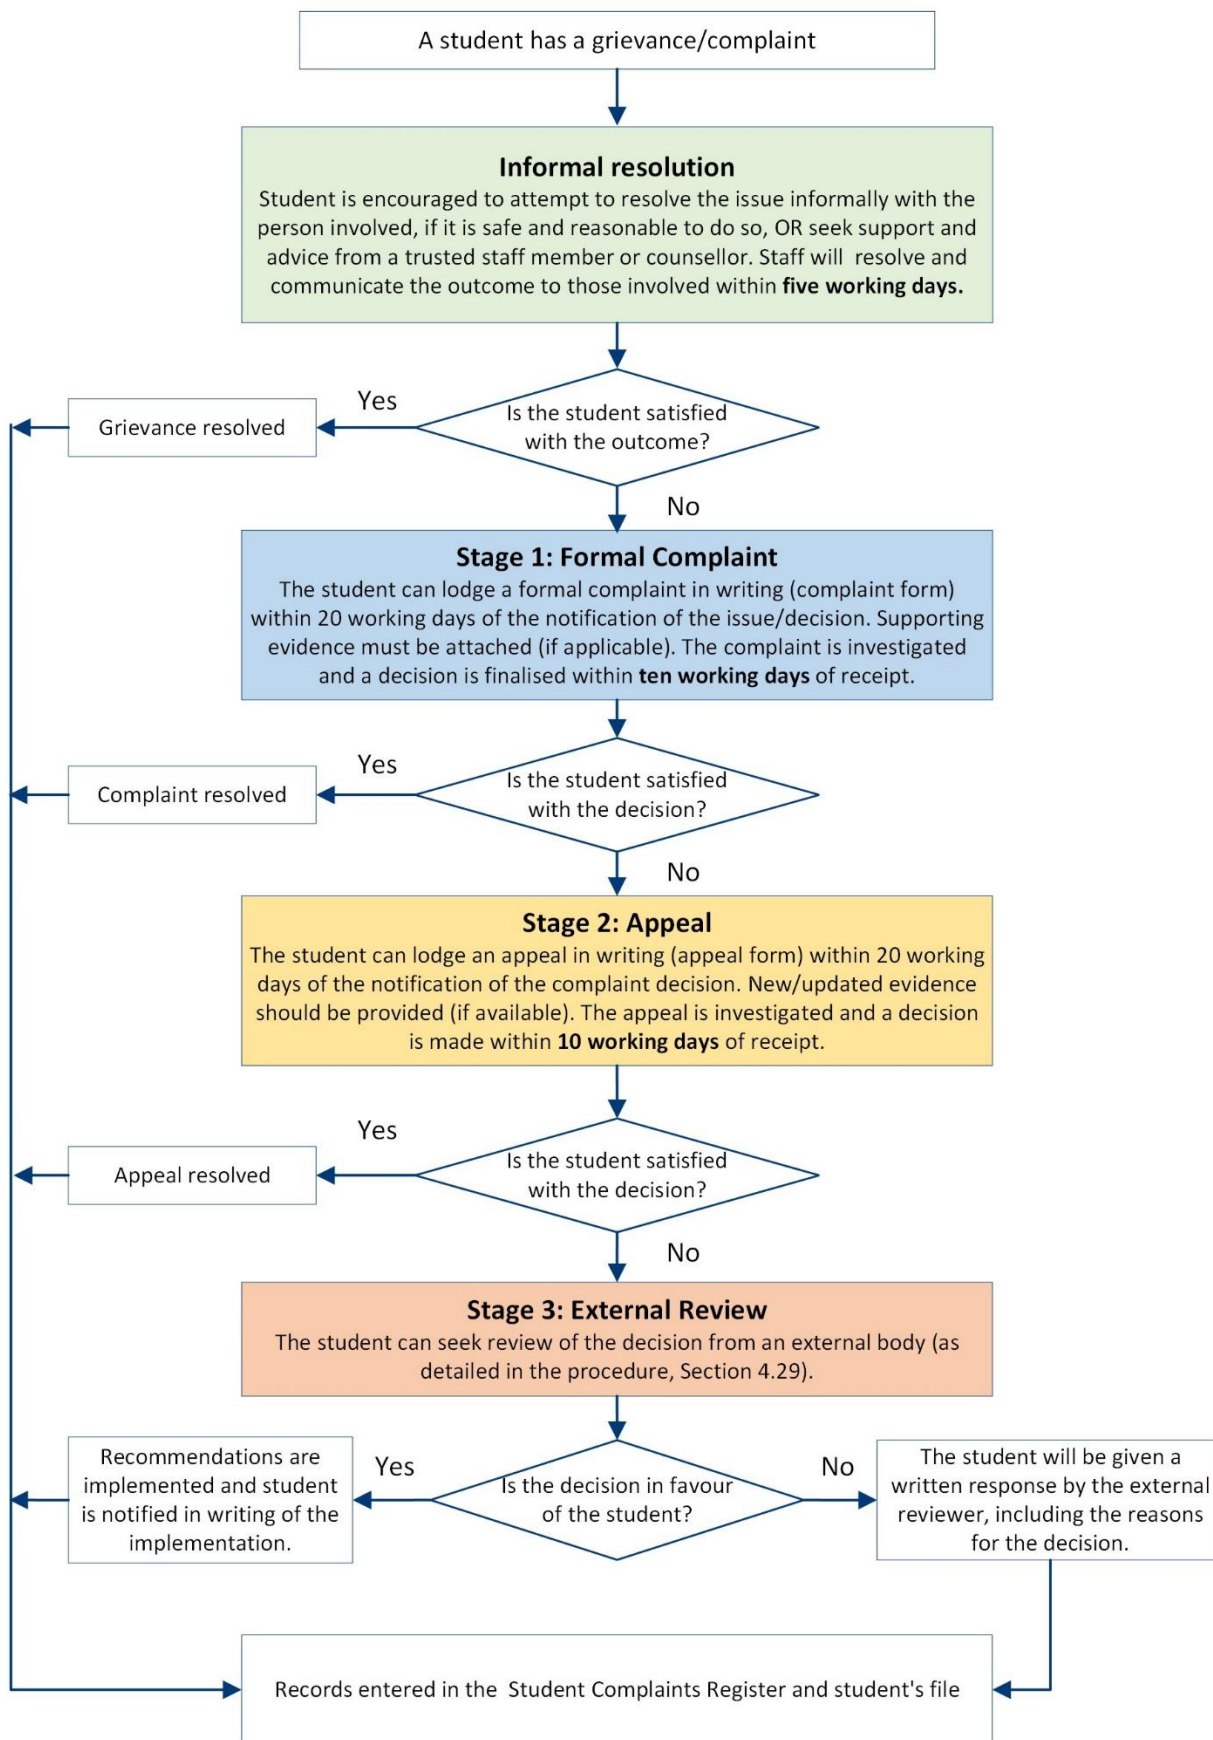 A student has a grievance/complaint
Informal resolution
Student is encouraged to attempt to resolve the issue informally with the
person involved, if it is safe and reasonable to do so, OR seek support and
advice from a trusted staff member or counsellor. Staff will resolve and
communicate the outcome to those involved within five working days.
Is the student satisfied
with the outcome?
Yes
Grievance resolved
No
Stage 1: Formal Complaint
The student can lodge a formal complaint in writing (complaint form)
within 20 working days of the notification of the issue/decision. Supporting
evidence must be attached (if applicable). The complaint is investigated
and a decision is finalised within ten working days of receipt.
Is the student satisfied
with the decision?
Yes
Complaint resolved
No
Stage 2: Appeal
The student can lodge an appeal in writing (appeal form) within 20 working
days of the notification of the complaint decision. New/updated evidence
should be provided (if available). The appeal is investigated and a decision
is made within 10 working days of receipt.
Is the student satisfied
with the decision?
Yes
Appeal resolved
No
Stage 3: External Review
The student can seek review of the decision from an external body (as
detailed in the procedure, Section 4.29).
Is the decision in favour
of the student?
Yes
Recommendations are
implemented and student
is notified in writing of the
implementation.
No
The student will be given a
written response by the external
reviewer, including the reasons
for the decision.
Records entered in the Student Complaints Register and student's file